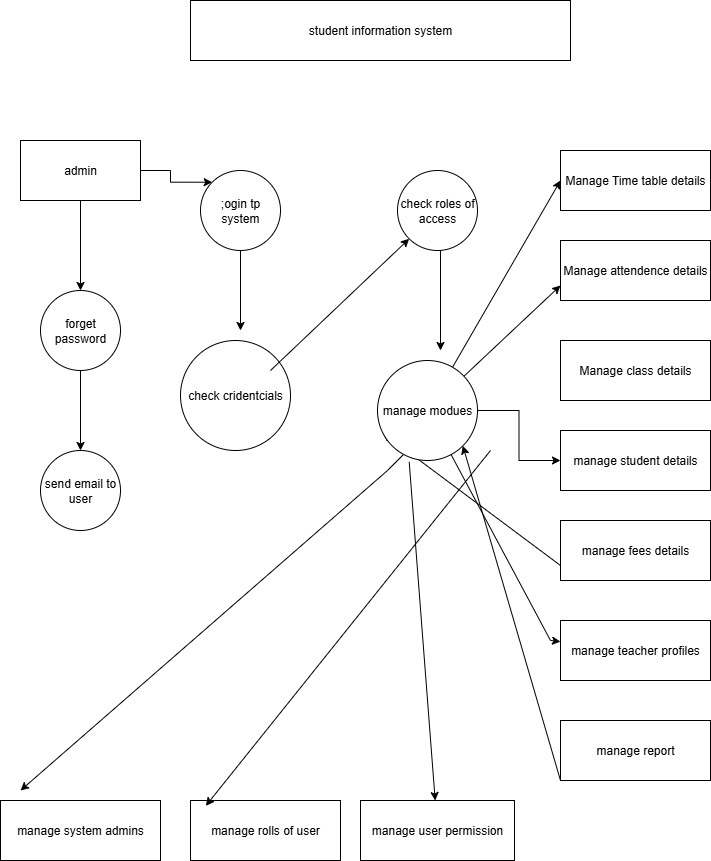 student information system
admin
;ogin tp
system
check roles of
access
Manage Time table details
Manage attendence details
forget
password
check cridentcials
manage modues
Manage class details
manage student details
send email to
user
manage fees details
manage teacher profiles
manage report
manage system admins
manage rolls of user
manage user permission